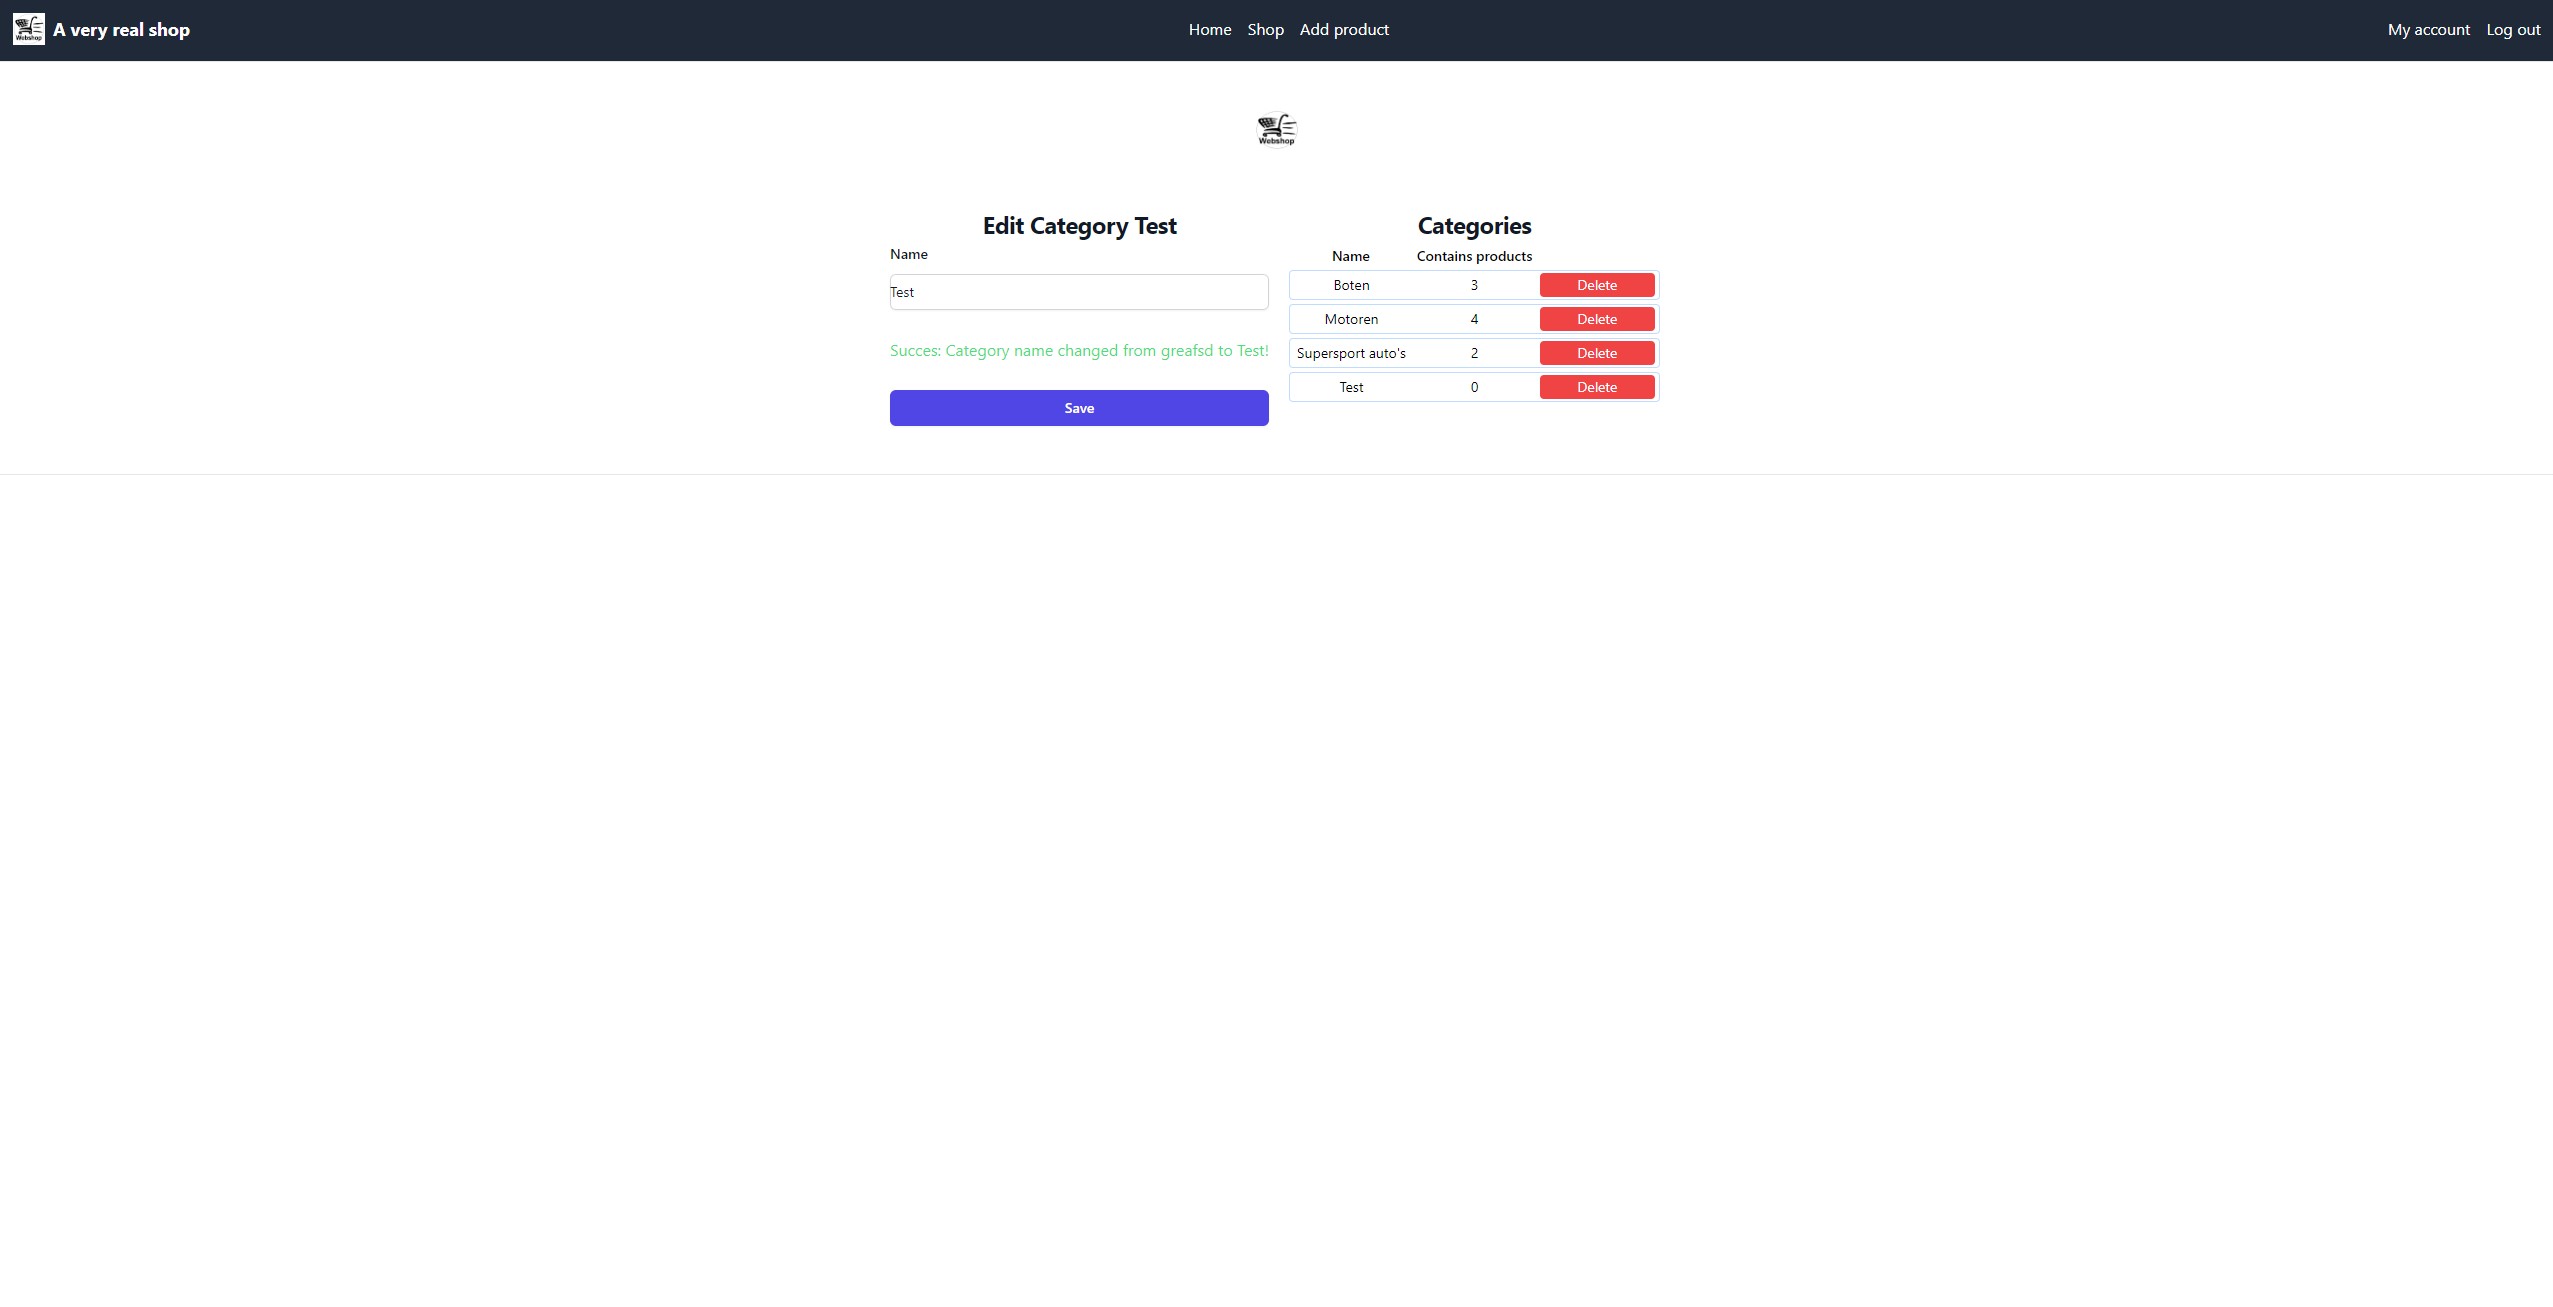 Webshop
A very real shop
Home Shop Add product
My account Log out
Webshop
Edit Category Test
Name
Test
Succes: Category name changed from greafsd to Test!
Save
Categories
Name Contains products
Boten 3 Delete
Motoren 4 Delete
Supersport auto's 2 Delete
Test 0 Delete